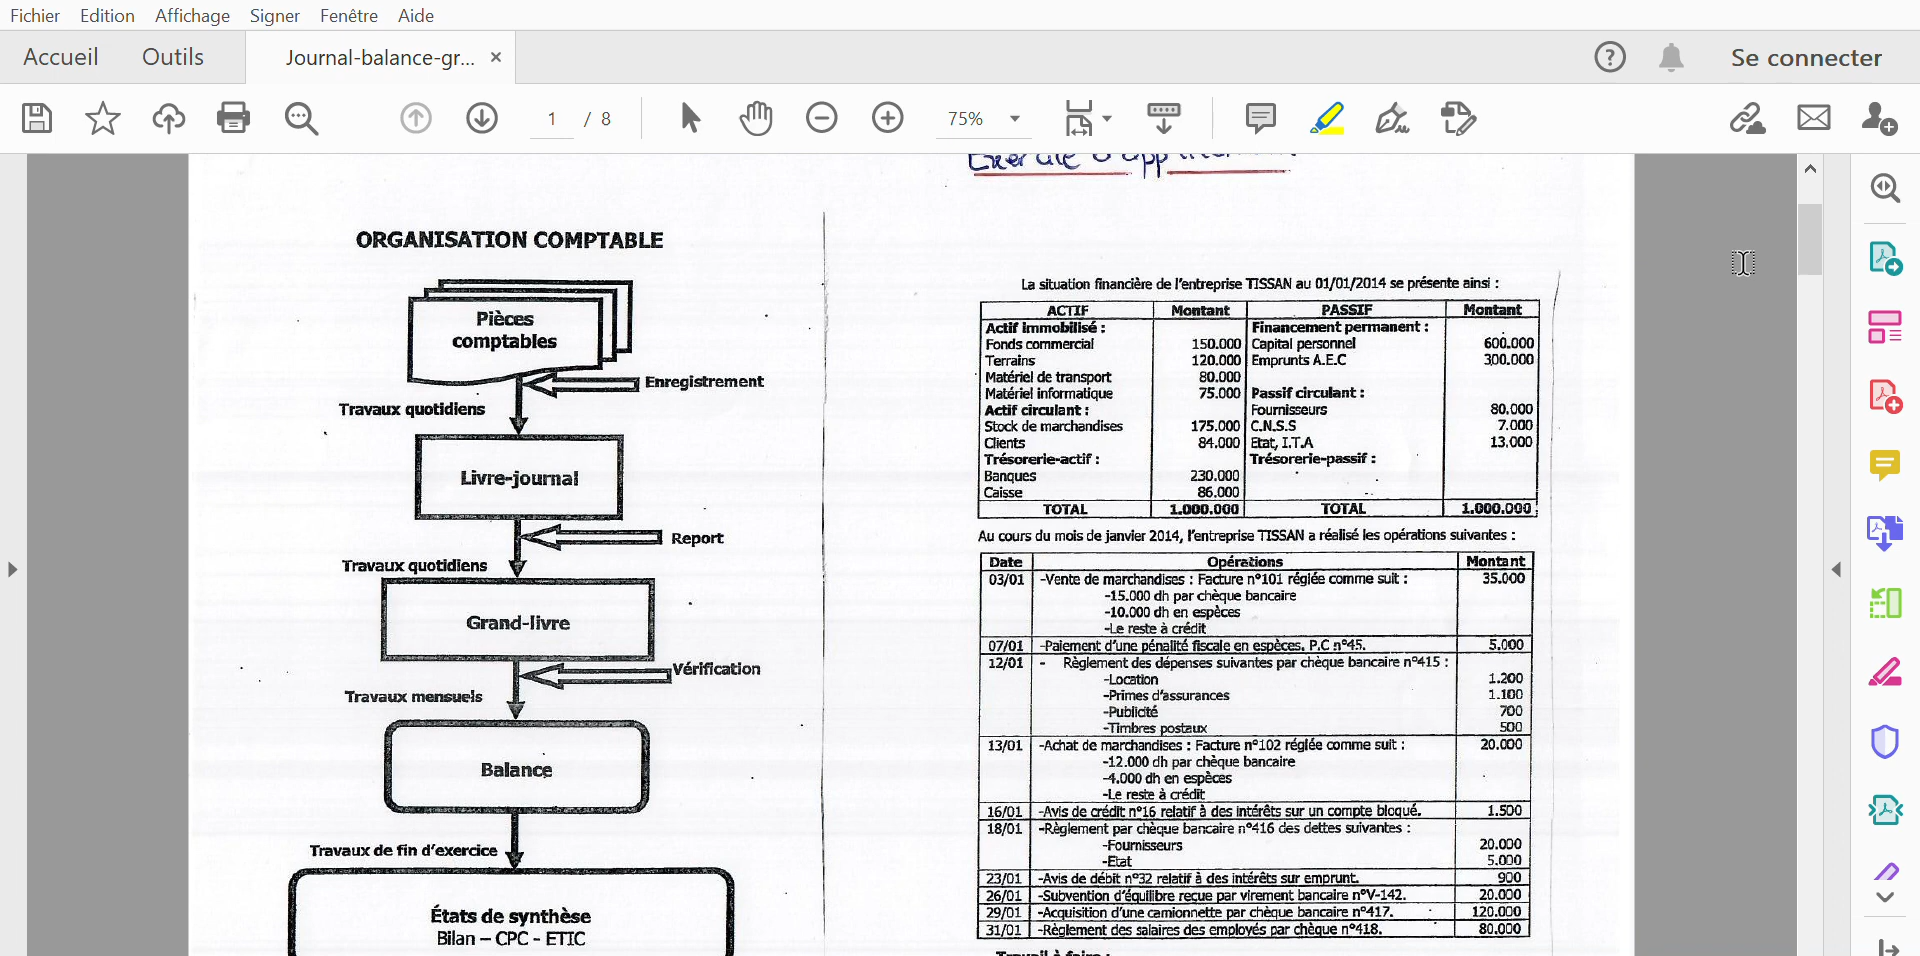 Fichier Edition Affichage Signer Fenêtre Aide
Accueil Outils Journal-balance-gr... × Se connecter
1 / 8 75%
ORGANISATION COMPTABLE
Pièces
comptables
Enregistrement
Travaux quotidiens
Livre-journal
Report
Travaux quotidiens
Grand-livre
Vérification
Travaux mensuels
Balance
Travaux de fin d'exercice
États de synthèse
Bilan – CPC - ETIC
La situation financière de l'entreprise TISSAN au 01/01/2014 se présente ainsi :
ACTIF Montant PASSIF Montant
Actif immobilisé : Financement permanent :
Fonds commercial 150.000 Capital personnel 600.000
Terrains 120.000 Emprunts A.E.C 300.000
Matériel de transport 80.000
Matériel informatique 75.000 Passif circulant :
Actif circulant : Fournisseurs 80.000
Stock de marchandises 175.000 C.N.S.S 7.000
Clients 84.000 Etat, I.T.A 13.000
Trésorerie-actif : Trésorerie-passif :
Banques 230.000
Caisse 86.000
TOTAL 1.000.000 TOTAL 1.000.000
Au cours du mois de janvier 2014, l'entreprise TISSAN a réalisé les opérations suivantes :
Date Opérations Montant
03/01 -Vente de marchandises : Facture n°101 réglée comme suit : 35.000
-15.000 dh par chèque bancaire
-10.000 dh en espèces
-Le reste à crédit
07/01 -Paiement d'une pénalité fiscale en espèces. P.C n°45. 5.000
12/01 - Règlement des dépenses suivantes par chèque bancaire n°415 :
-Location 1.200
-Primes d'assurances 1.100
-Publicité 700
-Timbres postaux 500
13/01 -Achat de marchandises : Facture n°102 réglée comme suit : 20.000
-12.000 dh par chèque bancaire
-4.000 dh en espèces
-Le reste à crédit
16/01 -Avis de crédit n°16 relatif à des intérêts sur un compte bloqué. 1.500
18/01 -Règlement par chèque bancaire n°416 des dettes suivantes :
-Fournisseurs 20.000
-Etat 5.000
23/01 -Avis de débit n°32 relatif à des intérêts sur emprunt. 900
26/01 -Subvention d'équilibre reçue par virement bancaire n°V-142. 20.000
29/01 -Acquisition d'une camionnette par chèque bancaire n°417. 120.000
31/01 -Règlement des salaires des employés par chèque n°418. 80.000